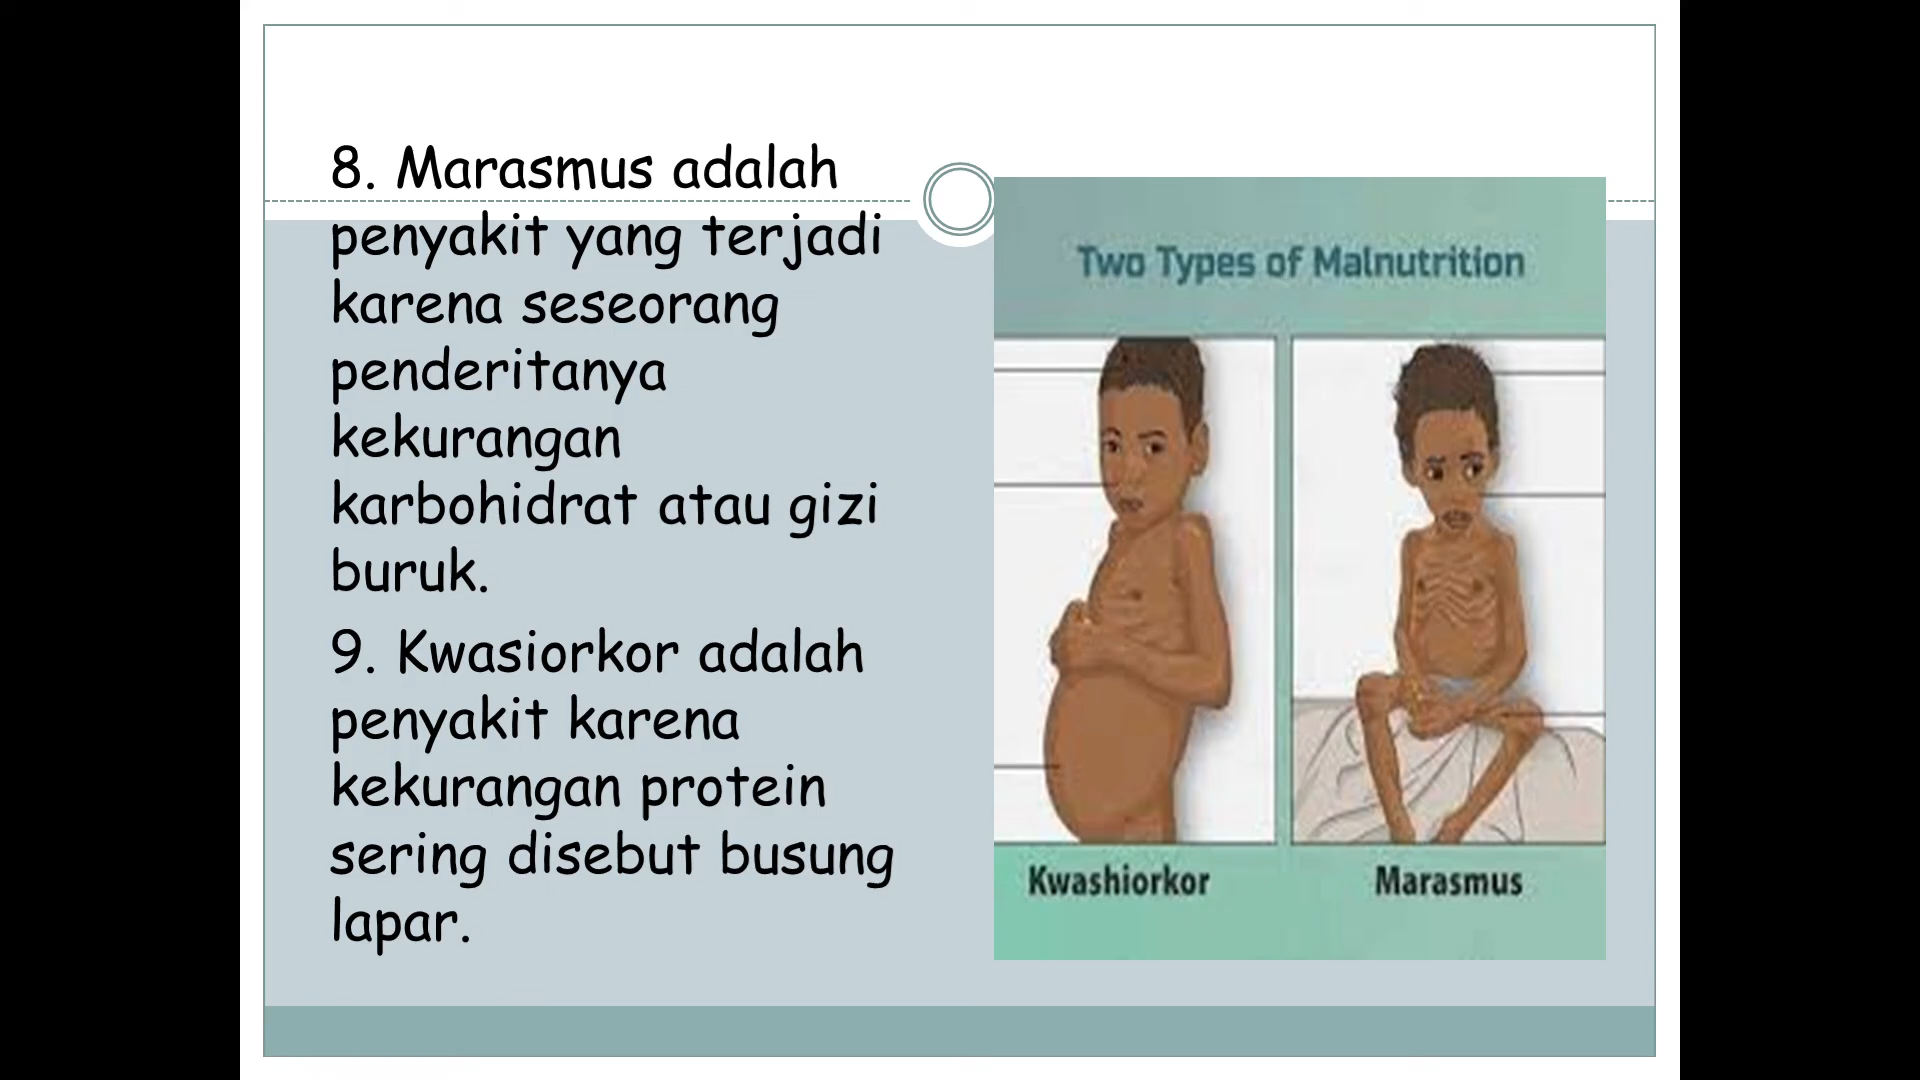 8. Marasmus adalah
penyakit yang terjadi
karena seseorang
penderitanya
kekurangan
karbohidrat atau gizi
buruk.
9. Kwasiorkor adalah
penyakit karena
kekurangan protein
sering disebut busung
lapar.
Two Types of Malnutrition
Kwashiorkor
Marasmus